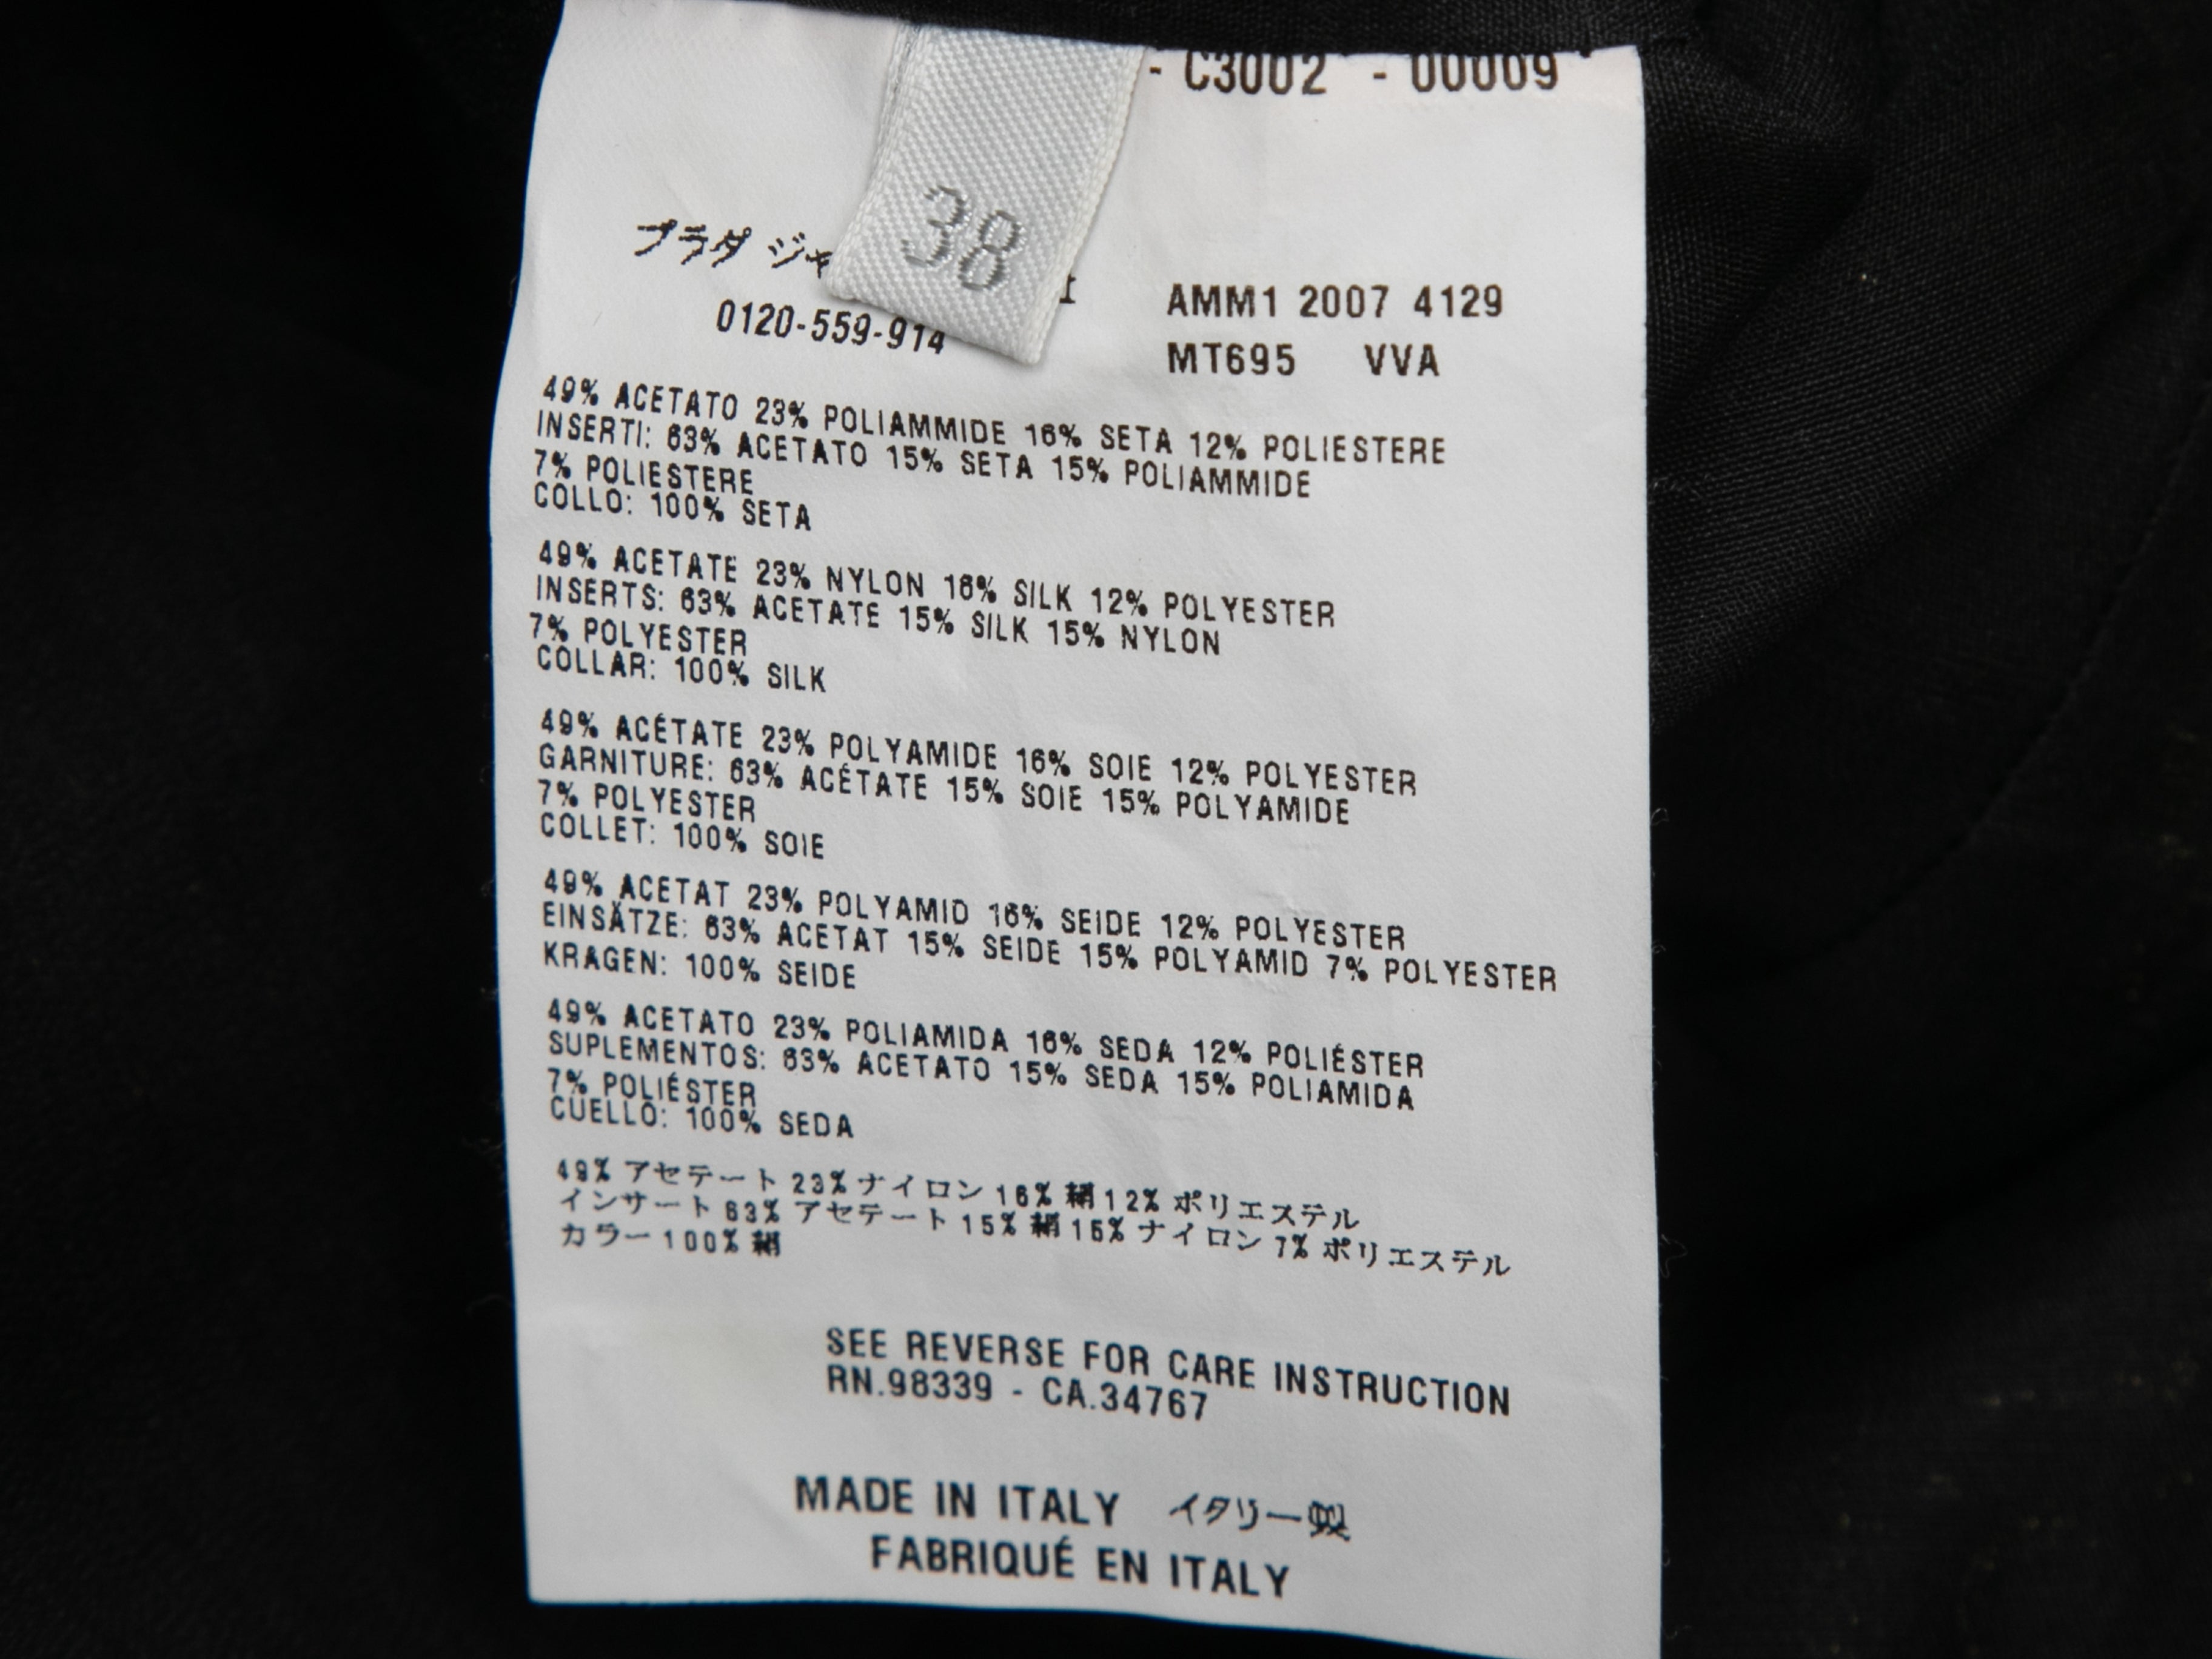 - C3002 - 00009
38
プラダ ジャ
0120-559-914
AMM1 2007 4129
MT695 VVA
49% ACETATO 23% POLIAMMIDE 16% SETA 12% POLIESTERE
INSERTI: 63% ACETATO 15% SETA 15% POLIAMMIDE
7% POLIESTERE
COLLO: 100% SETA
49% ACETATE 23% NYLON 16% SILK 12% POLYESTER
INSERTS: 63% ACETATE 15% SILK 15% NYLON
7% POLYESTER
COLLAR: 100% SILK
49% ACÉTATE 23% POLYAMIDE 16% SOIE 12% POLYESTER
GARNITURE: 63% ACÉTATE 15% SOIE 15% POLYAMIDE
7% POLYESTER
COLLET: 100% SOIE
49% ACETAT 23% POLYAMID 16% SEIDE 12% POLYESTER
EINSÄTZE: 63% ACETAT 15% SEIDE 15% POLYAMID 7% POLYESTER
KRAGEN: 100% SEIDE
49% ACETATO 23% POLIAMIDA 16% SEDA 12% POLIÉSTER
SUPLEMENTOS: 63% ACETATO 15% SEDA 15% POLIAMIDA
7% POLIÉSTER
CUELLO: 100% SEDA
49% アセテート 23% ナイロン 16% 絹 12% ポリエステル
インサート 63% アセテート 15% 絹 15% ナイロン 7% ポリエステル
カラー 100% 絹
SEE REVERSE FOR CARE INSTRUCTION
RN.98339 - CA.34767
MADE IN ITALY イタリー製
FABRIQUÉ EN ITALY